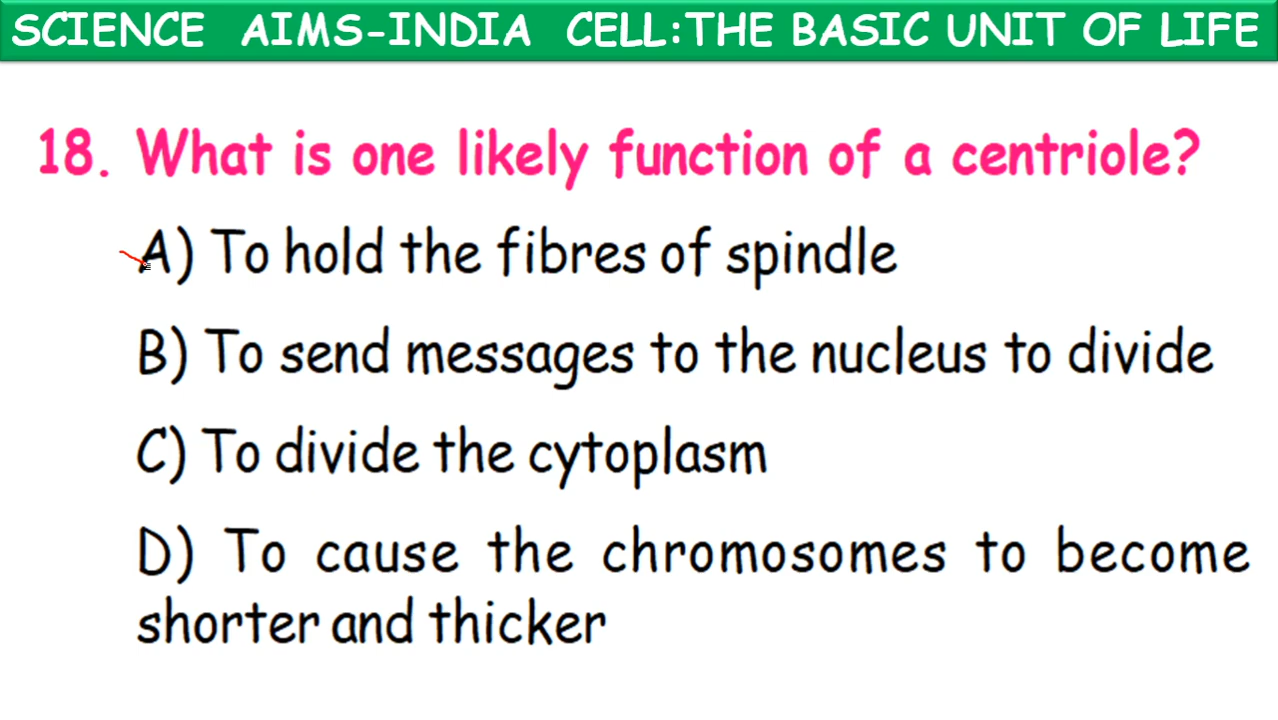 SCIENCE AIMS-INDIA CELL:THE BASIC UNIT OF LIFE
18. What is one likely function of a centriole?
A) To hold the fibres of spindle
B) To send messages to the nucleus to divide
C) To divide the cytoplasm
D) To cause the chromosomes to become
shorter and thicker